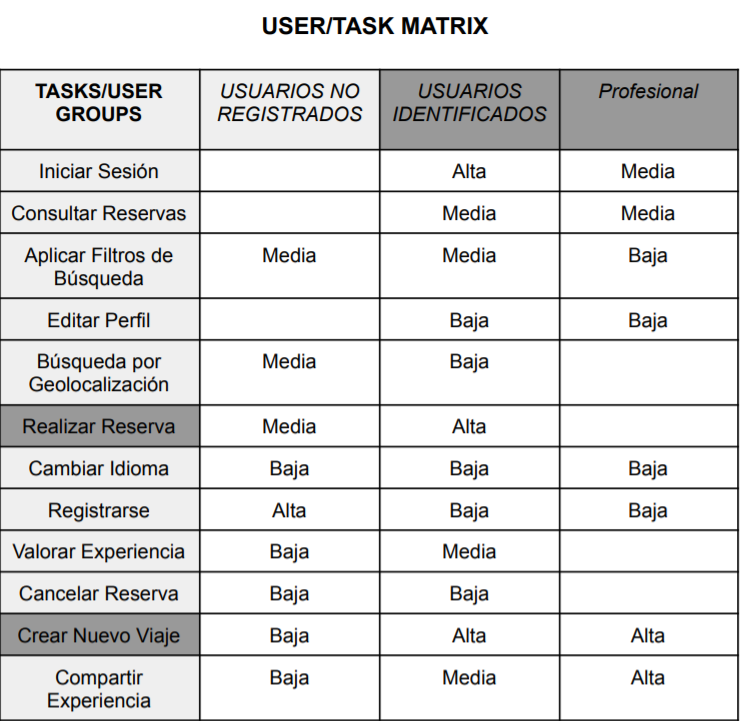 USER/TASK MATRIX
TASKS/USER GROUPS USUARIOS NO REGISTRADOS USUARIOS IDENTIFICADOS Profesional
Iniciar Sesión Alta Media
Consultar Reservas Media Media
Aplicar Filtros de Búsqueda Media Media Baja
Editar Perfil Baja Baja
Búsqueda por Geolocalización Media Baja
Realizar Reserva Media Alta
Cambiar Idioma Baja Baja Baja
Registrarse Alta Baja Baja
Valorar Experiencia Baja Media
Cancelar Reserva Baja Baja
Crear Nuevo Viaje Baja Alta Alta
Compartir Experiencia Baja Media Alta